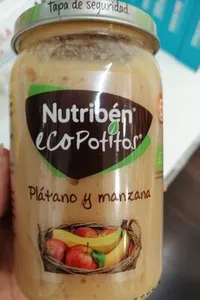 Tapa de seguridad
Nutribén®
ecoPotitos®
Plátano y manzana